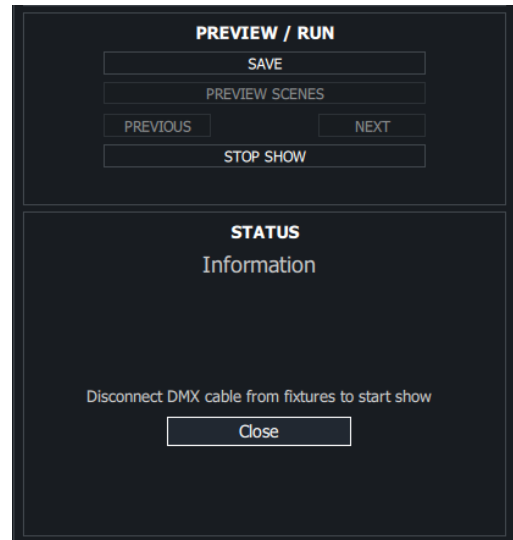 PREVIEW / RUN
SAVE
PREVIEW SCENES
PREVIOUS NEXT
STOP SHOW
STATUS
Information
Disconnect DMX cable from fixtures to start show
Close